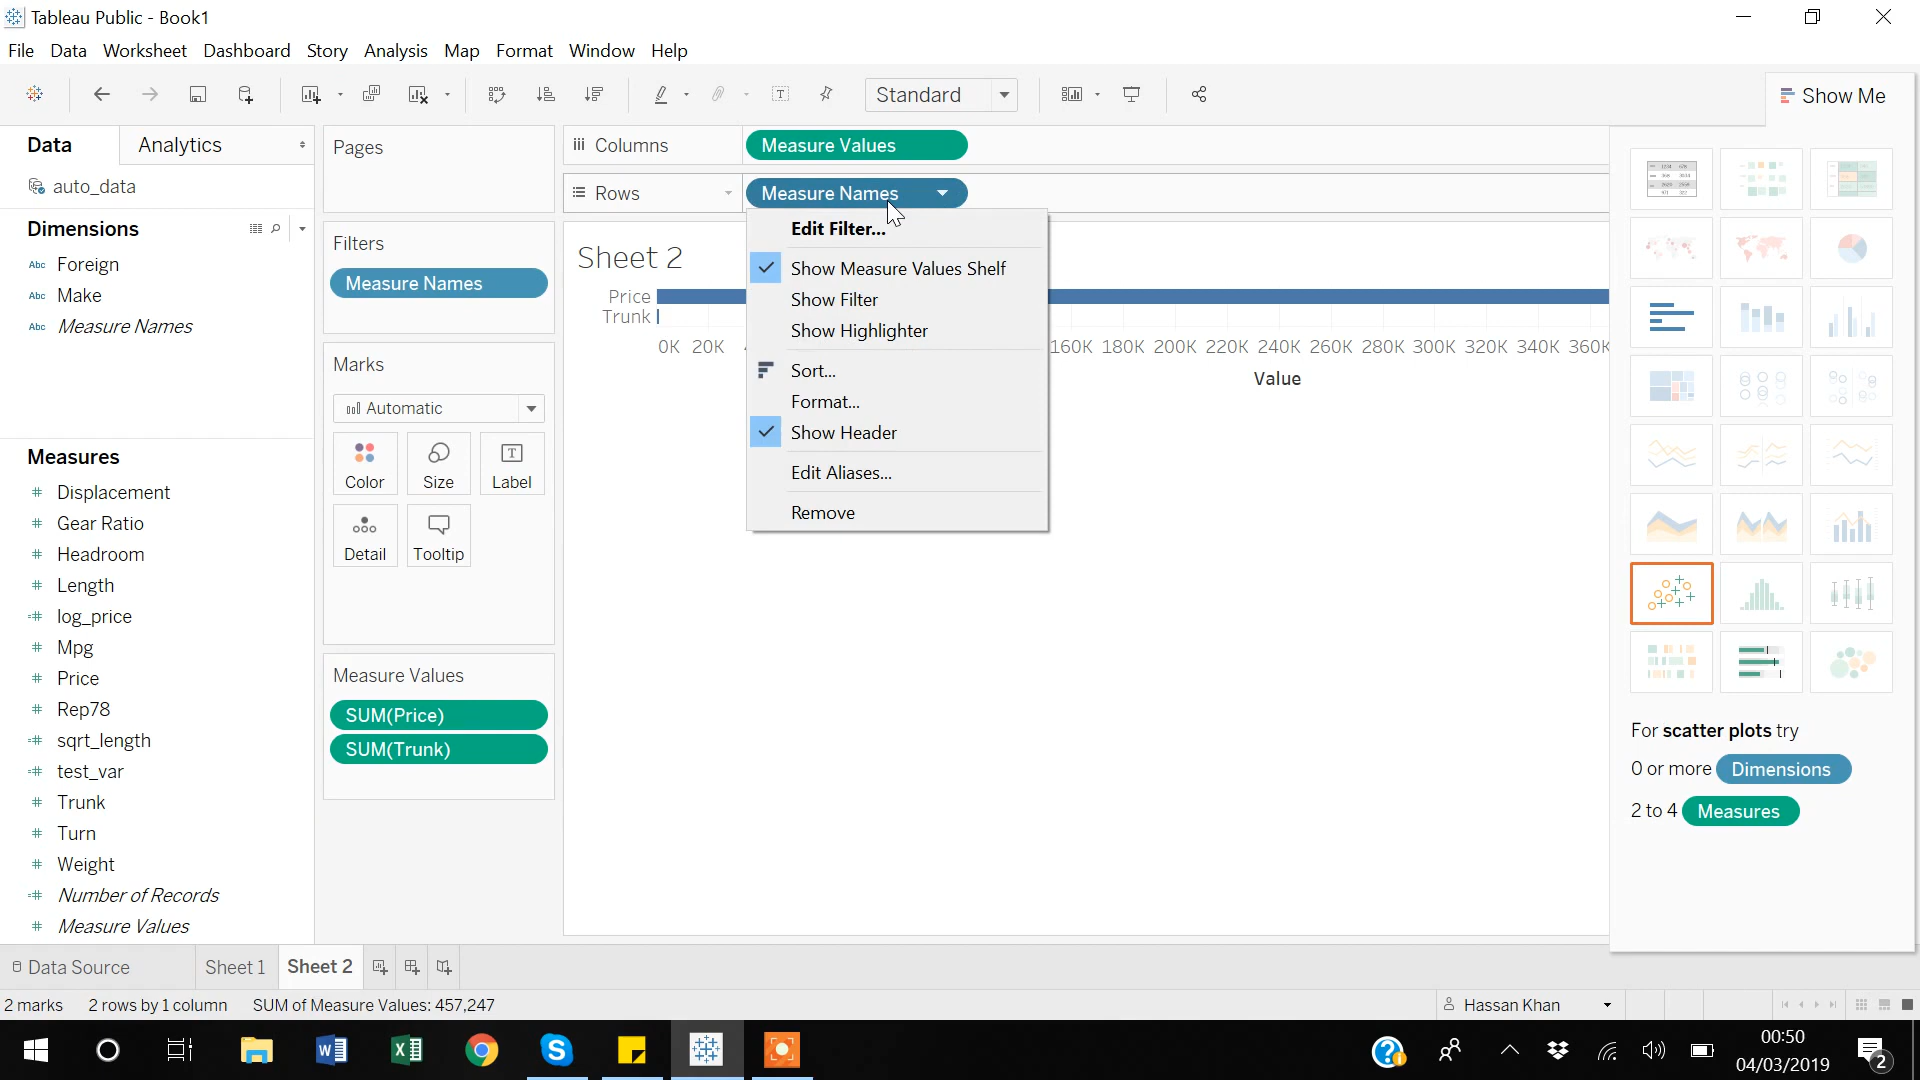 Tableau Public - Book1
File Data Worksheet Dashboard Story Analysis Map Format Window Help
Standard
Show Me
Data
Analytics
auto_data
Dimensions
Abc Foreign
Abc Make
Abc Measure Names
Measures
# Displacement
# Gear Ratio
# Headroom
# Length
=# log_price
# Mpg
# Price
# Rep78
=# sqrt_length
=# test_var
# Trunk
# Turn
# Weight
=# Number of Records
# Measure Values
Pages
Filters
Measure Names
Marks
Automatic
Color
Size
Label
Detail
Tooltip
Measure Values
SUM(Price)
SUM(Trunk)
Columns
Measure Values
Rows
Measure Names
Sheet 2
Price
Trunk
0K 20K 160K 180K 200K 220K 240K 260K 280K 300K 320K 340K 360K
Value
Edit Filter...
Show Measure Values Shelf
Show Filter
Show Highlighter
Sort...
Format...
Show Header
Edit Aliases...
Remove
For scatter plots try
0 or more Dimensions
2 to 4 Measures
Data Source
Sheet 1
Sheet 2
2 marks
2 rows by 1 column
SUM of Measure Values: 457,247
Hassan Khan
00:50
04/03/2019
2